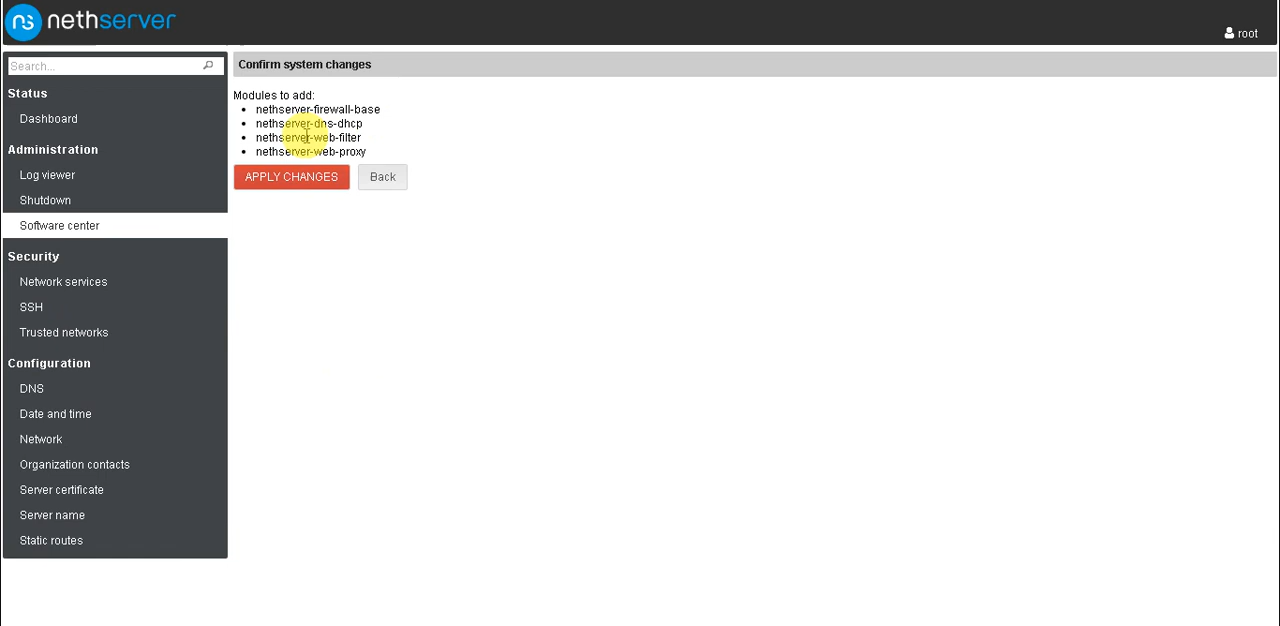 nethserver
root
Search...
Status
Dashboard
Administration
Log viewer
Shutdown
Software center
Security
Network services
SSH
Trusted networks
Configuration
DNS
Date and time
Network
Organization contacts
Server certificate
Server name
Static routes
Confirm system changes
Modules to add:
nethserver-firewall-base
nethserver-dns-dhcp
nethserver-web-filter
nethserver-web-proxy
APPLY CHANGES
Back